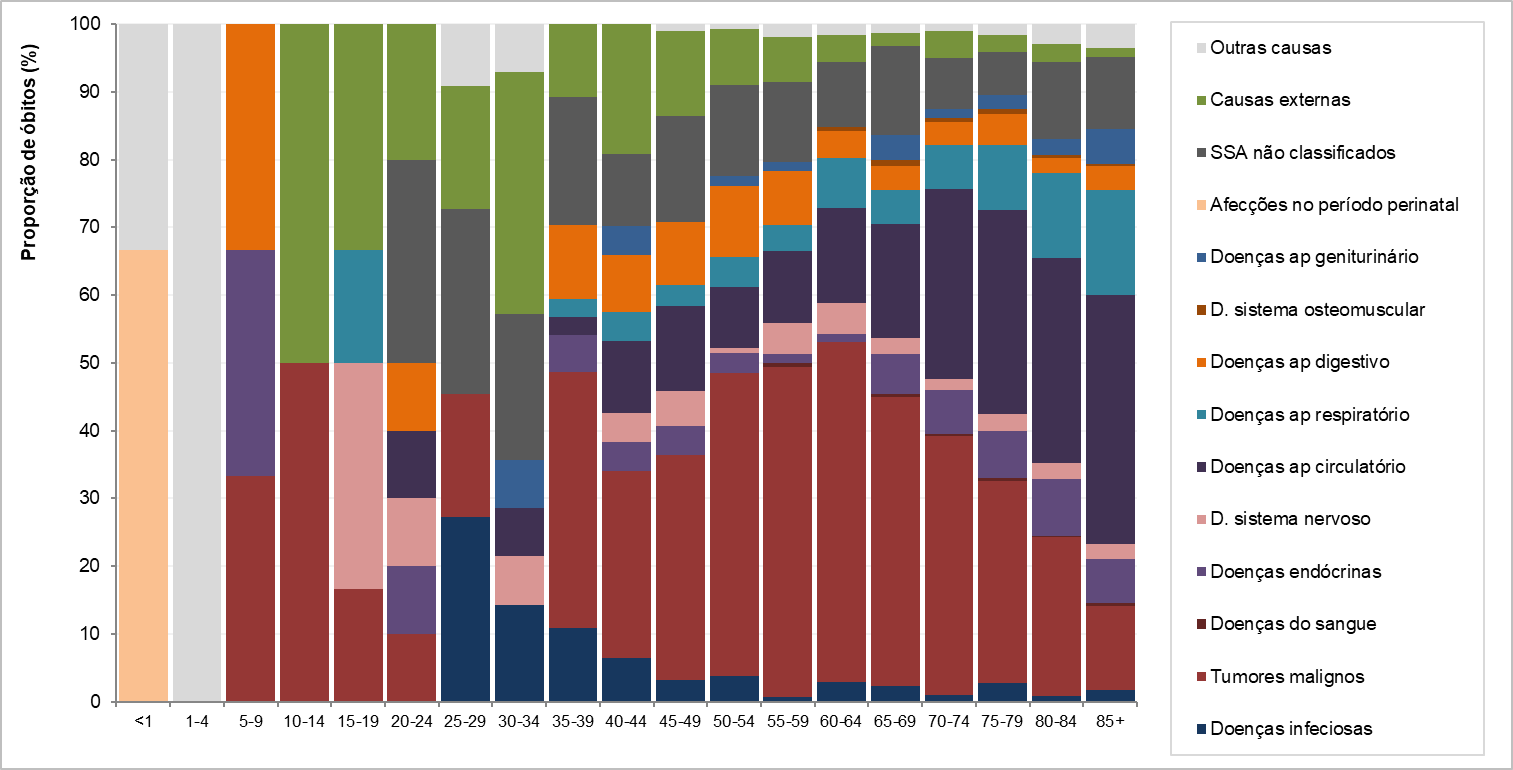 Proporção de óbitos (%)
100
90
80
70
60
50
40
30
20
10
0
<1 1-4 5-9 10-14 15-19 20-24 25-29 30-34 35-39 40-44 45-49 50-54 55-59 60-64 65-69 70-74 75-79 80-84 85+
Outras causas
Causas externas
SSA não classificados
Afecções no período perinatal
Doenças ap geniturinário
D. sistema osteomuscular
Doenças ap digestivo
Doenças ap respiratório
Doenças ap circulatório
D. sistema nervoso
Doenças endócrinas
Doenças do sangue
Tumores malignos
Doenças infeciosas